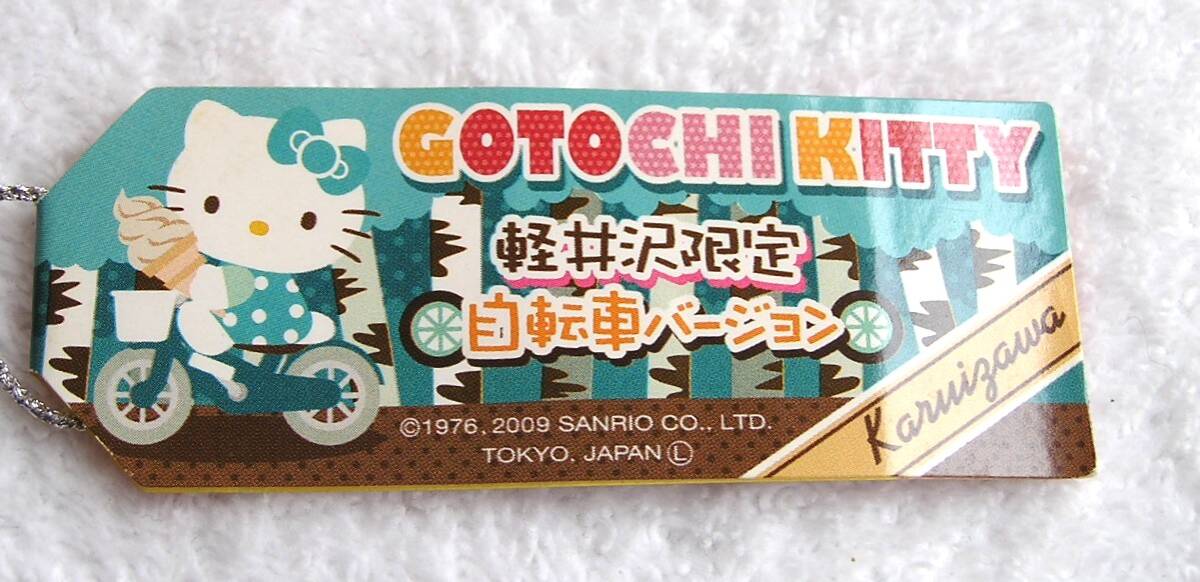 GOTOCHI KITTY
軽井沢限定
自転車バージョン
©1976, 2009 SANRIO CO., LTD.
TOKYO, JAPAN Ⓛ
Karuizawa